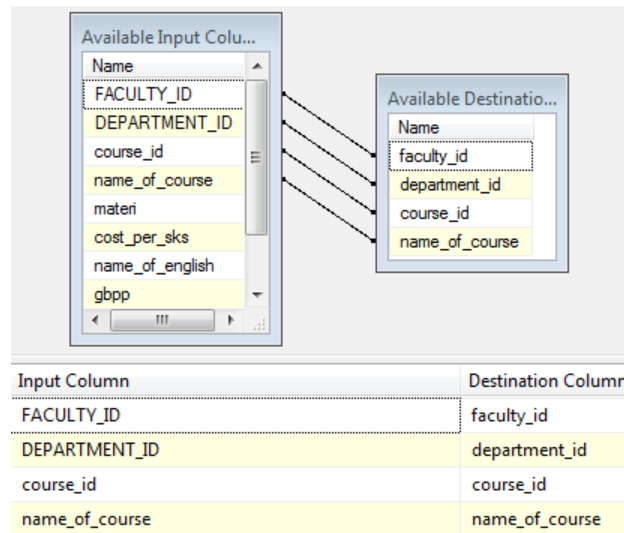 Available Input Colu...
Name
FACULTY_ID
DEPARTMENT_ID
course_id
name_of_course
materi
cost_per_sks
name_of_english
gbpp
Available Destinatio...
Name
faculty_id
department_id
course_id
name_of_course
Input Column Destination Column
FACULTY_ID faculty_id
DEPARTMENT_ID department_id
course_id course_id
name_of_course name_of_course